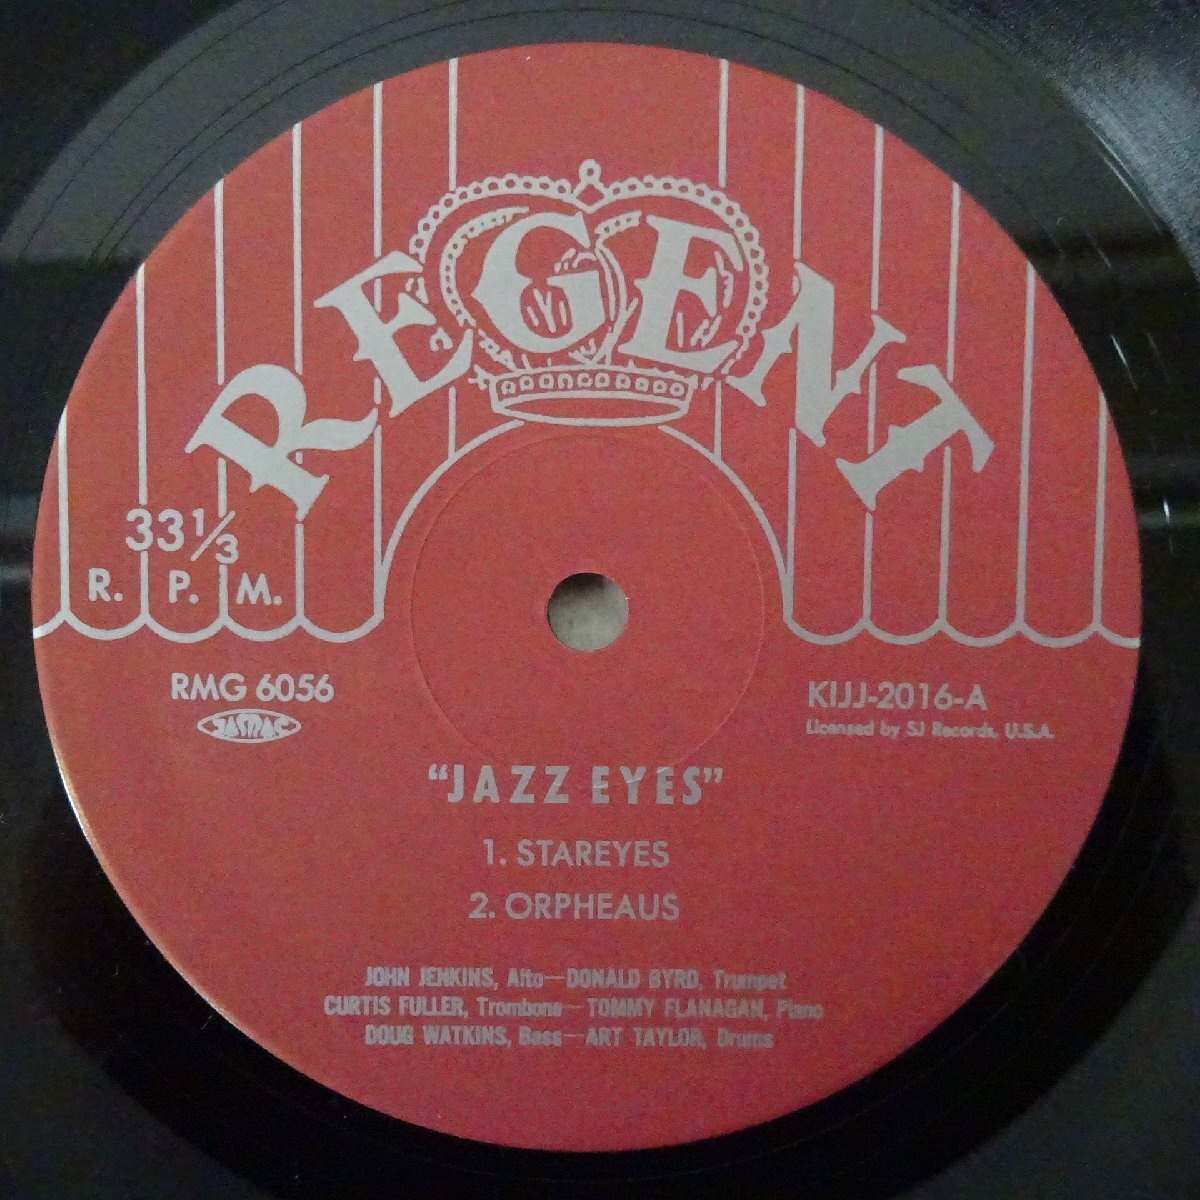 REGENT
33⅓
R. P. M.
RMG 6056
JASRAC
KIJJ-2016-A
Licensed by SJ Records, U.S.A.
“JAZZ EYES”
1. STAREYES
2. ORPHEAUS
JOHN JENKINS, Alto—DONALD BYRD, Trumpet
CURTIS FULLER, Trombone—TOMMY FLANAGAN, Piano
DOUG WATKINS, Bass—ART TAYLOR, Drums